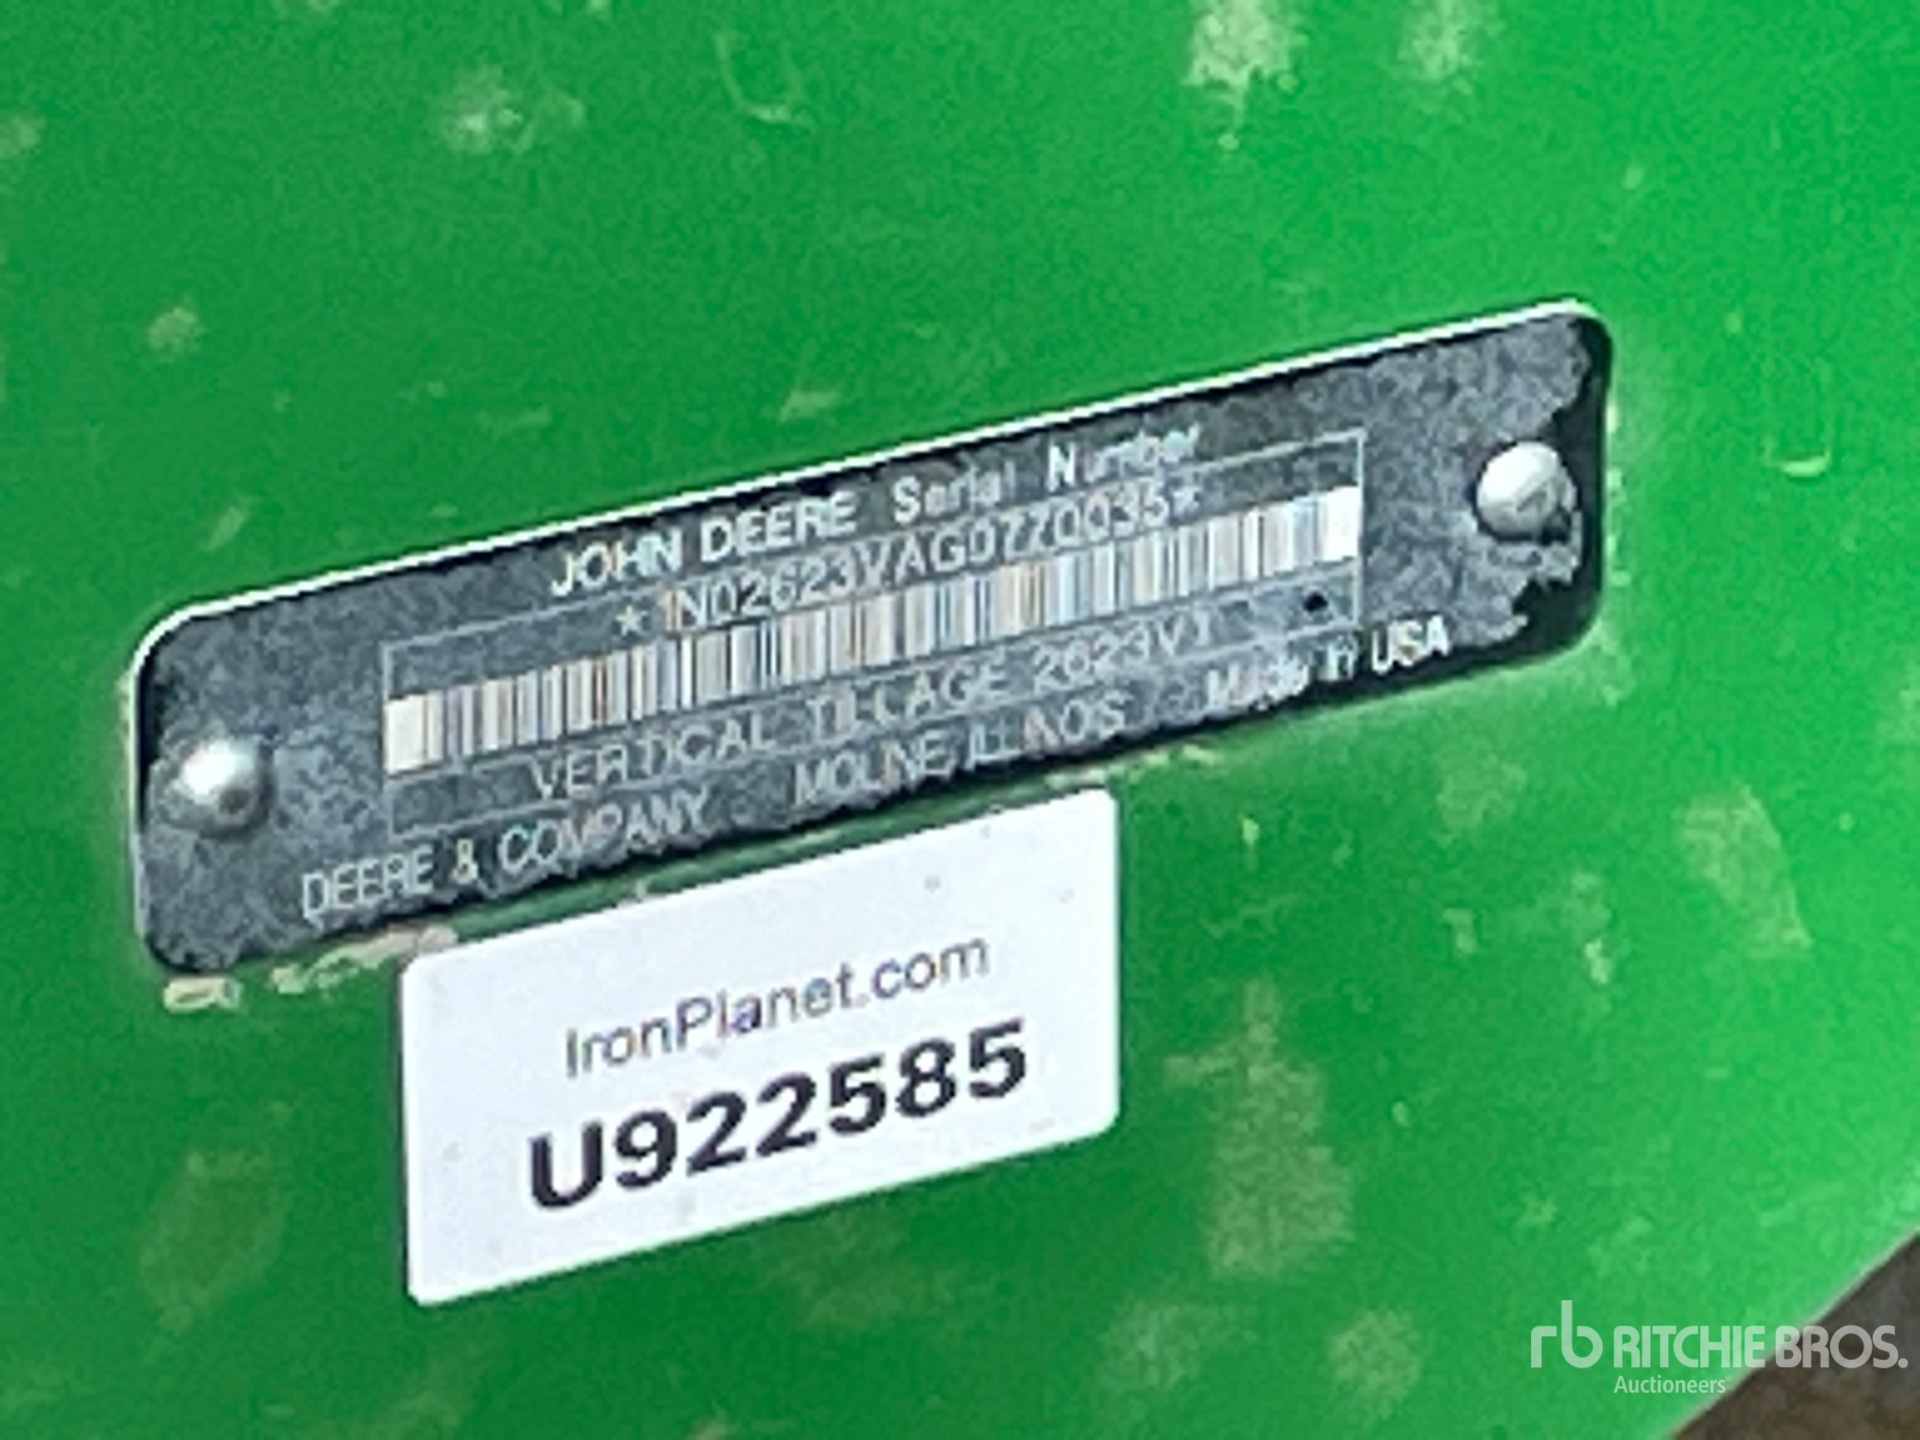 JOHN DEERE Serial Number
*1N02623VAG0770035*
VERTICAL TILLAGE 2623VT
DEERE & COMPANY MOLINE, ILLINOIS Made in USA
IronPlanet.com
U922585
rb RITCHIE BROS.
Auctioneers